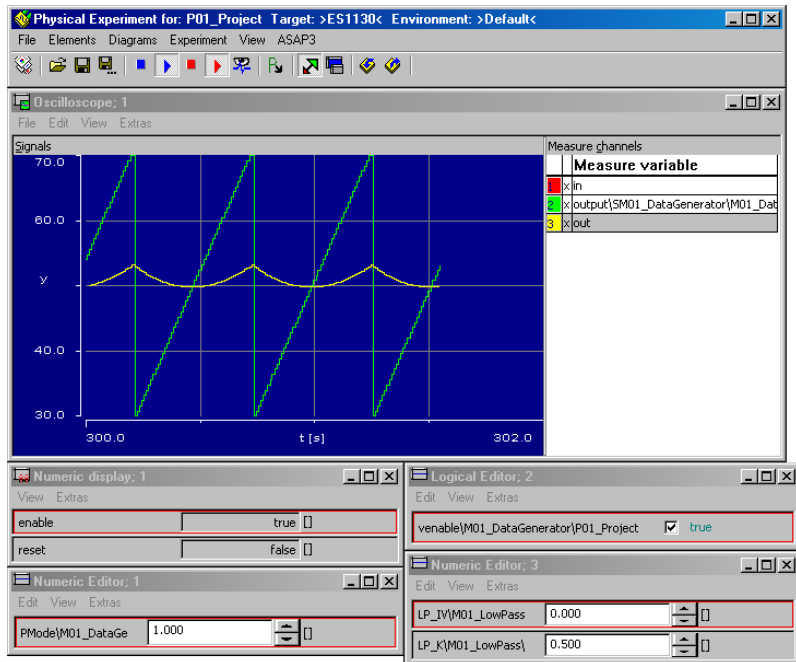 Physical Experiment for: P01_Project Target: >ES1130< Environment: >Default<
File Elements Diagrams Experiment View ASAP3
Oscilloscope; 1
File Edit View Extras
Signals
Measure channels
70.0
60.0
y
40.0
30.0
300.0 t [s] 302.0
Measure variable
1 x in
2 x output\SM01_DataGenerator\M01_Dat
3 x out
Numeric display; 1
View Extras
enable true []
reset false []
Logical Editor; 2
Edit View Extras
venable\M01_DataGenerator\P01_Project true
Numeric Editor; 1
Edit View Extras
PMode\M01_DataGe 1.000 []
Numeric Editor; 3
Edit View Extras
LP_IV\M01_LowPass 0.000 []
LP_K\M01_LowPass\ 0.500 []